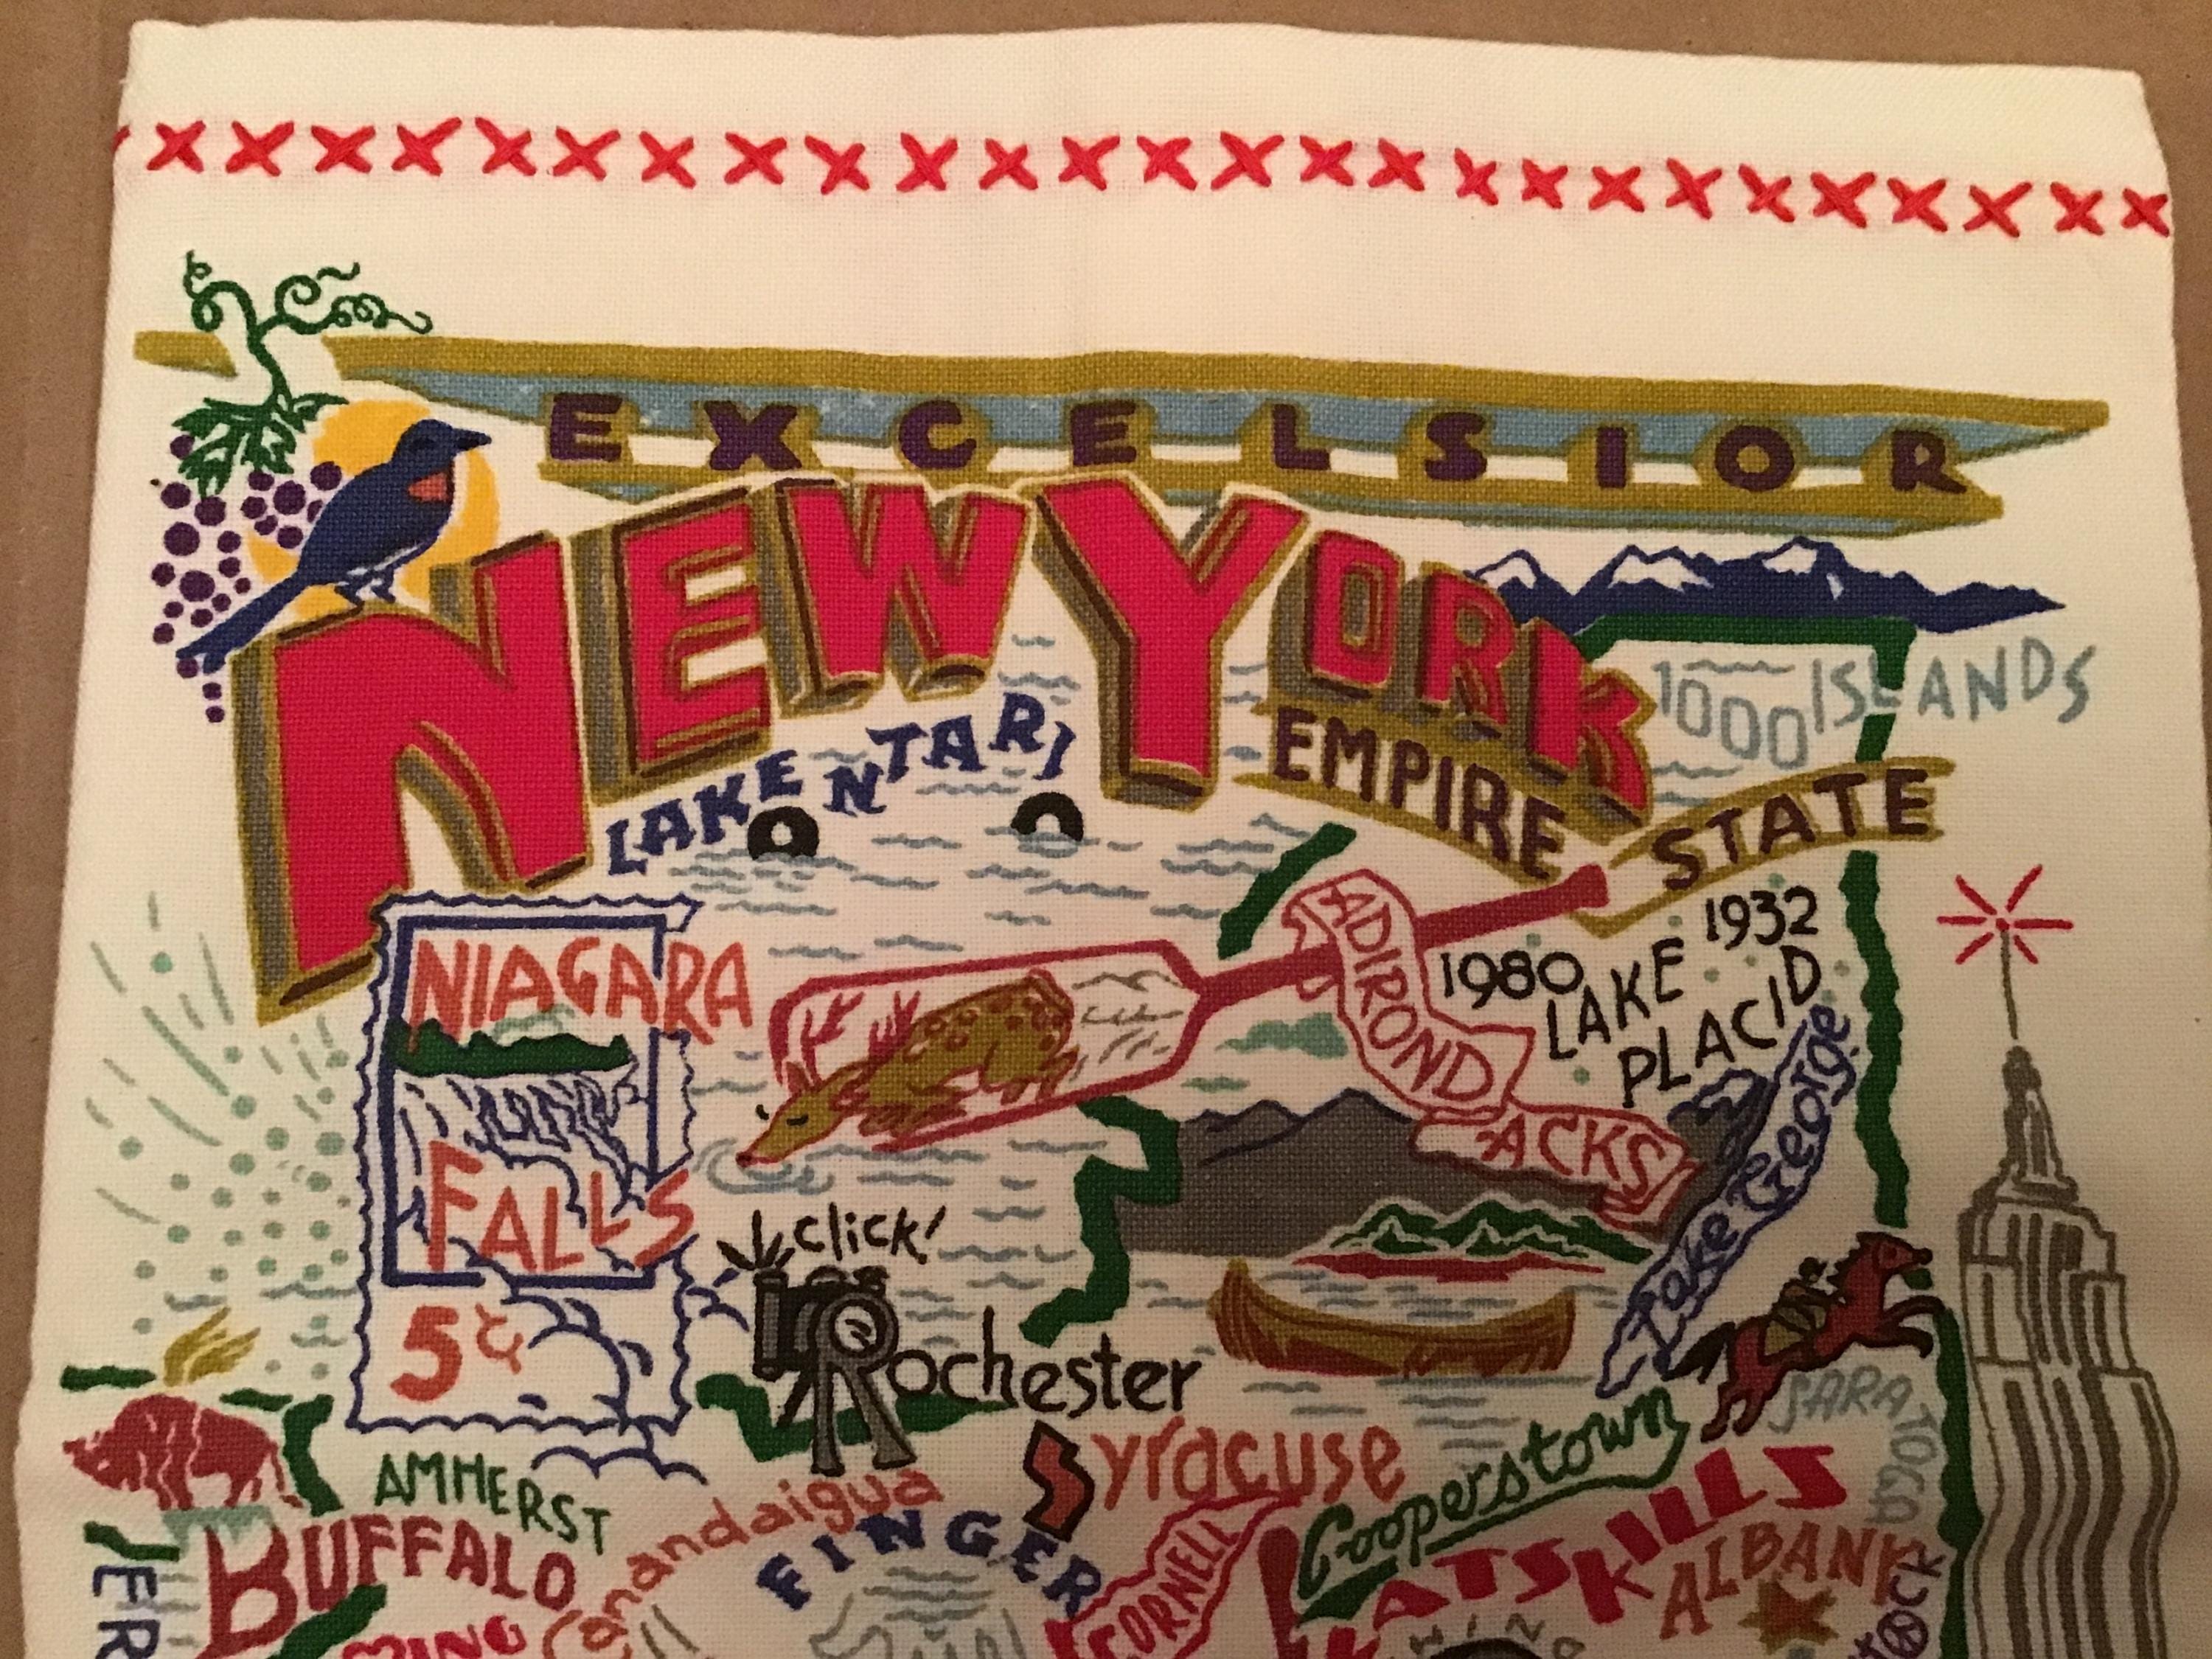 EXCELSIOR
NEW YORK
1000 ISLANDS
LAKE ONTARIO
EMPIRE STATE
NIAGARA
FALLS
5¢
ADIRONDACKS
1980 LAKE 1932
PLACID
Lake George
click!
Rochester
SARATOGA
Syracuse
Cooperstown
AMHERST
Canandaigua
FINGER
CORNELL
CATSKILLS
BUFFALO
ALBANY